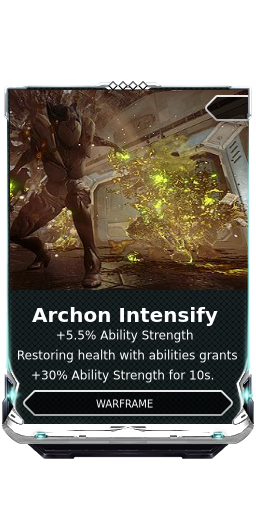 Archon Intensify
+5.5% Ability Strength
Restoring health with abilities grants
+30% Ability Strength for 10s.
WARFRAME